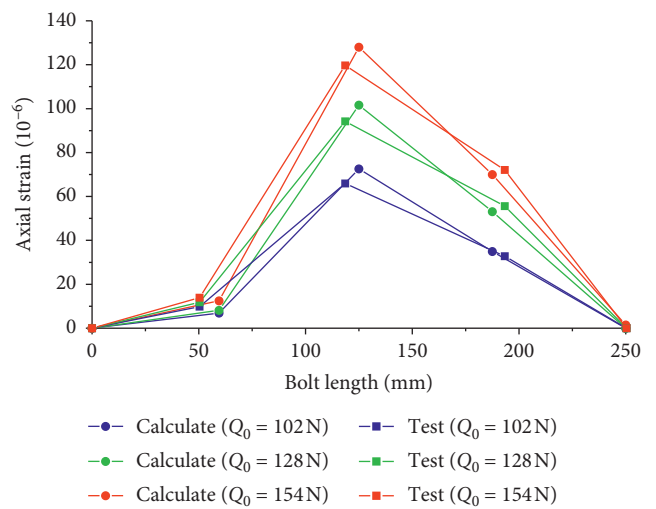 140
120
100
80
60
40
20
0
Axial strain (10⁻⁶)
0 50 100 150 200 250
Bolt length (mm)
Calculate (Q₀ = 102 N) Test (Q₀ = 102 N)
Calculate (Q₀ = 128 N) Test (Q₀ = 128 N)
Calculate (Q₀ = 154 N) Test (Q₀ = 154 N)